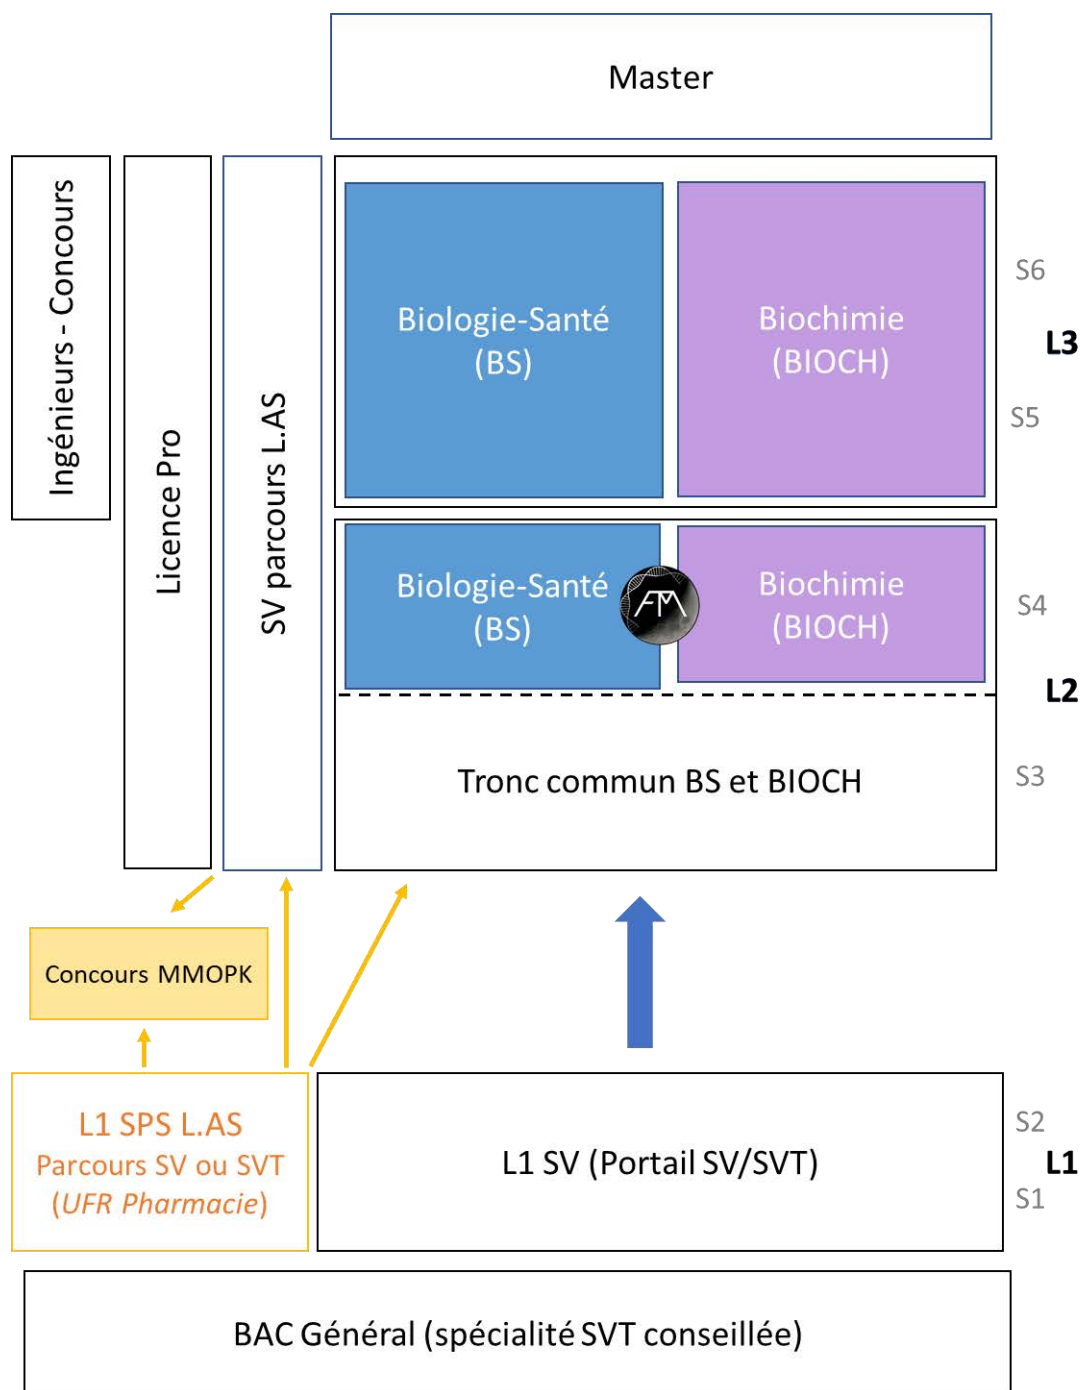 Master
Ingénieurs - Concours
Licence Pro
SV parcours L.AS
Biologie-Santé
(BS)
Biochimie
(BIOCH)
S6
L3
S5
Biologie-Santé
(BS)
FTM
Biochimie
(BIOCH)
S4
L2
Tronc commun BS et BIOCH
S3
Concours MMOPK
L1 SPS L.AS
Parcours SV ou SVT
(UFR Pharmacie)
L1 SV (Portail SV/SVT)
S2
L1
S1
BAC Général (spécialité SVT conseillée)